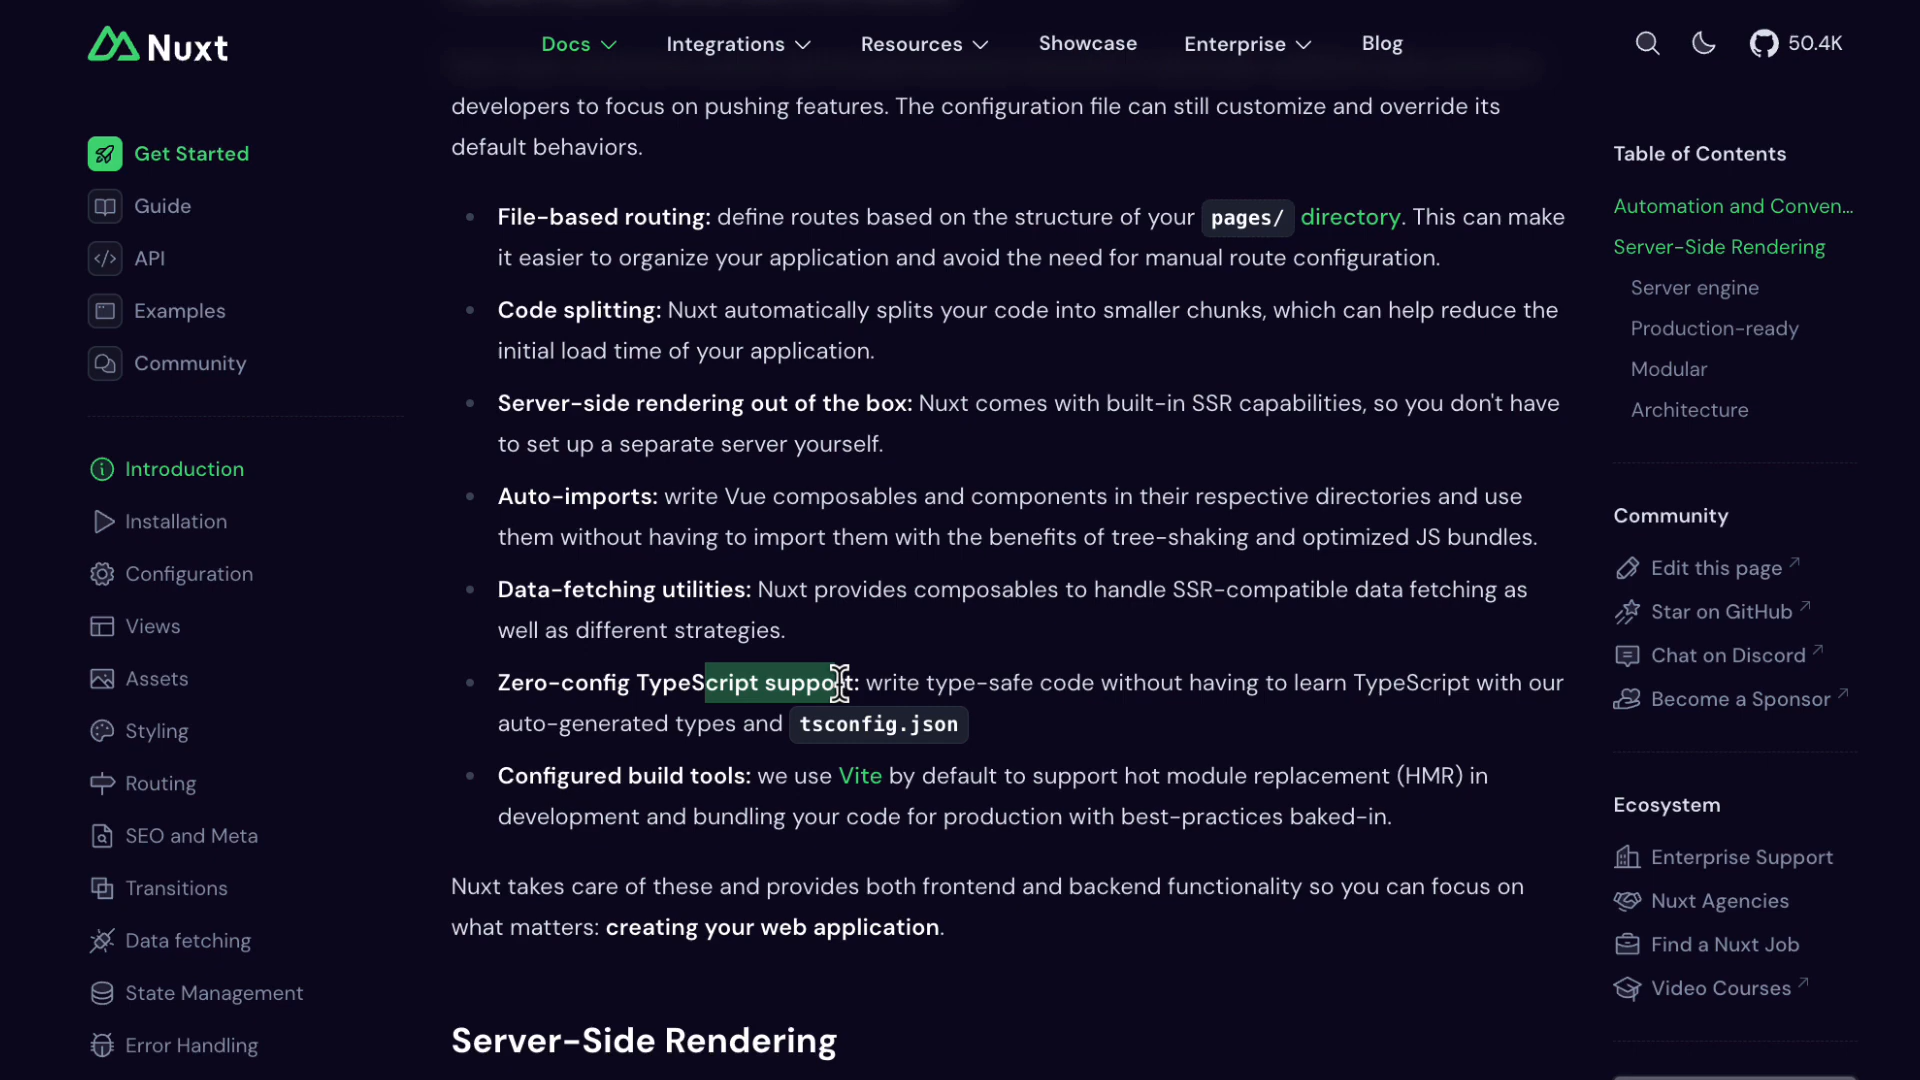 Nuxt
Docs
Integrations
Resources
Showcase
Enterprise
Blog
50.4K
Get Started
Guide
API
Examples
Community
Introduction
Installation
Configuration
Views
Assets
Styling
Routing
SEO and Meta
Transitions
Data fetching
State Management
Error Handling
developers to focus on pushing features. The configuration file can still customize and override its
default behaviors.
File-based routing: define routes based on the structure of your pages/ directory. This can make
it easier to organize your application and avoid the need for manual route configuration.
Code splitting: Nuxt automatically splits your code into smaller chunks, which can help reduce the
initial load time of your application.
Server-side rendering out of the box: Nuxt comes with built-in SSR capabilities, so you don't have
to set up a separate server yourself.
Auto-imports: write Vue composables and components in their respective directories and use
them without having to import them with the benefits of tree-shaking and optimized JS bundles.
Data-fetching utilities: Nuxt provides composables to handle SSR-compatible data fetching as
well as different strategies.
Zero-config TypeScript support: write type-safe code without having to learn TypeScript with our
auto-generated types and tsconfig.json
Configured build tools: we use Vite by default to support hot module replacement (HMR) in
development and bundling your code for production with best-practices baked-in.
Nuxt takes care of these and provides both frontend and backend functionality so you can focus on
what matters: creating your web application.
Server-Side Rendering
Table of Contents
Automation and Conven...
Server-Side Rendering
Server engine
Production-ready
Modular
Architecture
Community
Edit this page
Star on GitHub
Chat on Discord
Become a Sponsor
Ecosystem
Enterprise Support
Nuxt Agencies
Find a Nuxt Job
Video Courses